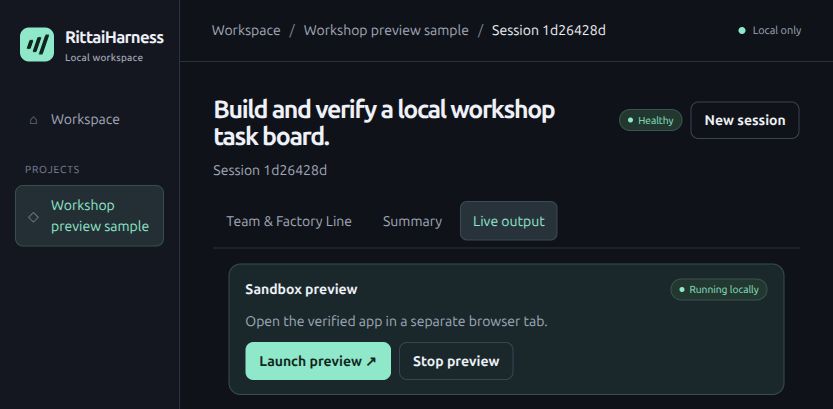 RittaiHarness
Local workspace
Workspace
PROJECTS
Workshop
preview sample
Workspace / Workshop preview sample / Session 1d26428d
Local only
Build and verify a local workshop
task board.
Healthy
New session
Session 1d26428d
Team & Factory Line
Summary
Live output
Sandbox preview
Running locally
Open the verified app in a separate browser tab.
Launch preview ↗
Stop preview